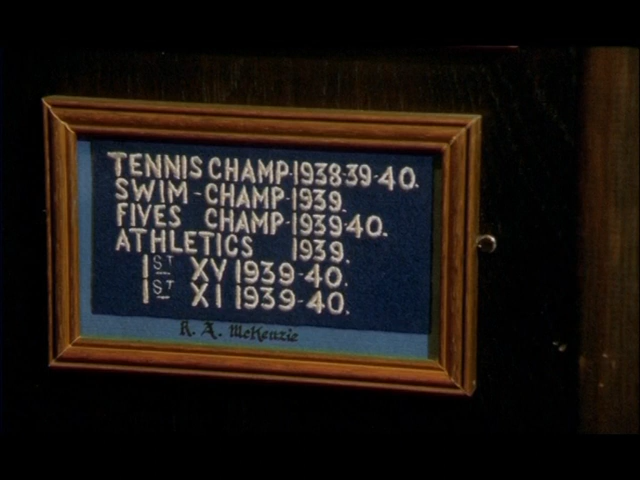 TENNIS CHAMP-1938-39-40.
SWIM-CHAMP-1939.
FIVES CHAMP-1939-40.
ATHLETICS 1939.
1ST XV 1939-40.
1ST XI 1939-40.
R. A. McKenzie